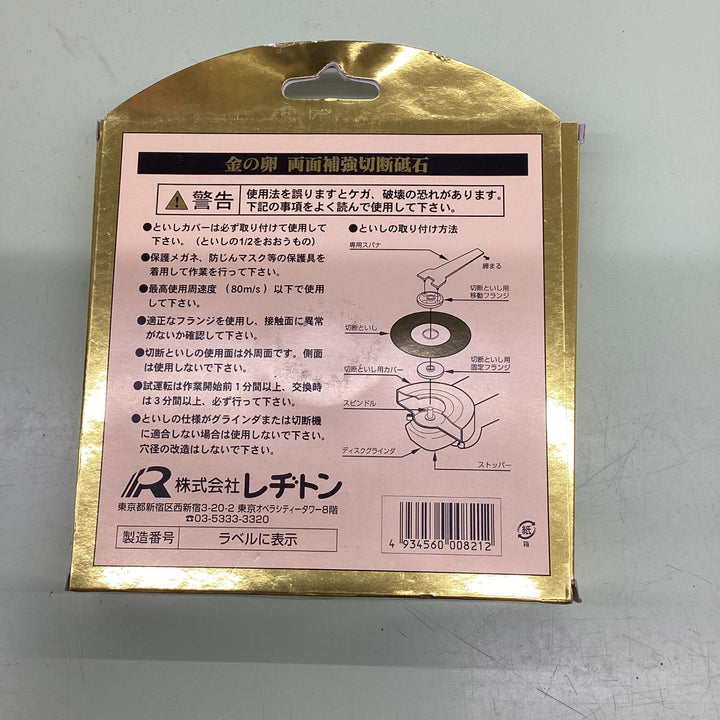 金の卵 両面補強切断砥石
警告
使用法を誤りますとケガ、破壊の恐れがあります。
下記の事項をよく読んで使用して下さい。
●といしカバーは必ず取り付けて使用して
下さい。（といしの1/2をおおうもの）
●保護メガネ、防じんマスク等の保護具を
着用して作業を行って下さい。
●最高使用周速度（80m/s）以下で使用
して下さい。
●適正なフランジを使用し、接触面に異常
がないか確認して下さい。
●切断といしの使用面は外周面です。側面
は使用しないで下さい。
●試運転は作業開始前1分間以上、交換時
は3分間以上、必ず行って下さい。
●といしの仕様がグラインダまたは切断機
に適合しない場合は使用しないで下さい。
穴径の改造はしないで下さい。
●といしの取り付け方法
専用スパナ
締まる
切断といし用
移動フランジ
切断といし
切断といし用
固定フランジ
切断といし用カバー
スピンドル
ディスクグラインダ
ストッパー
R 株式会社 レヂトン
東京都新宿区西新宿3-20-2 東京オペラシティータワー8階
☎03-5333-3320
製造番号 ラベルに表示
4 934560 008212
紙
箱